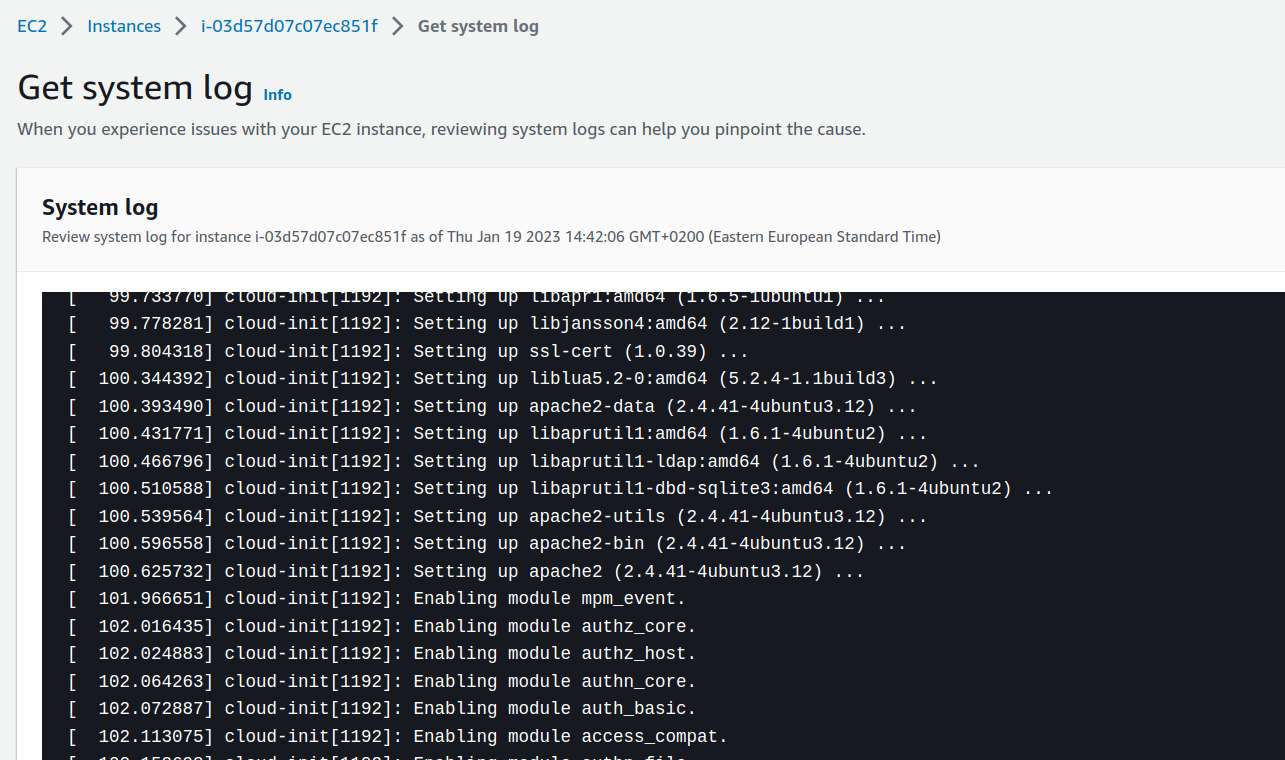 EC2 > Instances > i-03d57d07c07ec851f > Get system log
Get system log Info
When you experience issues with your EC2 instance, reviewing system logs can help you pinpoint the cause.
System log
Review system log for instance i-03d57d07c07ec851f as of Thu Jan 19 2023 14:42:06 GMT+0200 (Eastern European Standard Time)
[   99.733770] cloud-init[1192]: Setting up libapr1:amd64 (1.6.5-1ubuntu1) ...
[   99.778281] cloud-init[1192]: Setting up libjansson4:amd64 (2.12-1build1) ...
[   99.804318] cloud-init[1192]: Setting up ssl-cert (1.0.39) ...
[  100.344392] cloud-init[1192]: Setting up liblua5.2-0:amd64 (5.2.4-1.1build3) ...
[  100.393490] cloud-init[1192]: Setting up apache2-data (2.4.41-4ubuntu3.12) ...
[  100.431771] cloud-init[1192]: Setting up libaprutil1:amd64 (1.6.1-4ubuntu2) ...
[  100.466796] cloud-init[1192]: Setting up libaprutil1-ldap:amd64 (1.6.1-4ubuntu2) ...
[  100.510588] cloud-init[1192]: Setting up libaprutil1-dbd-sqlite3:amd64 (1.6.1-4ubuntu2) ...
[  100.539564] cloud-init[1192]: Setting up apache2-utils (2.4.41-4ubuntu3.12) ...
[  100.596558] cloud-init[1192]: Setting up apache2-bin (2.4.41-4ubuntu3.12) ...
[  100.625732] cloud-init[1192]: Setting up apache2 (2.4.41-4ubuntu3.12) ...
[  101.966651] cloud-init[1192]: Enabling module mpm_event.
[  102.016435] cloud-init[1192]: Enabling module authz_core.
[  102.024883] cloud-init[1192]: Enabling module authz_host.
[  102.064263] cloud-init[1192]: Enabling module authn_core.
[  102.072887] cloud-init[1192]: Enabling module auth_basic.
[  102.113075] cloud-init[1192]: Enabling module access_compat.